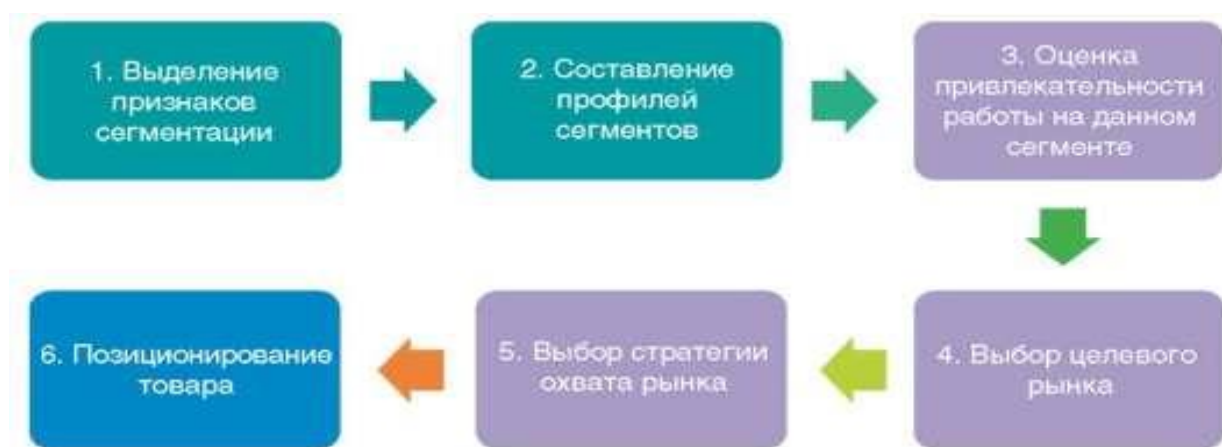 1. Выделение
признаков
сегментации
2. Составление
профилей
сегментов
3. Оценка
привлекательности
работы на данном
сегменте
4. Выбор целевого
рынка
5. Выбор стратегии
охвата рынка
6. Позиционирование
товара